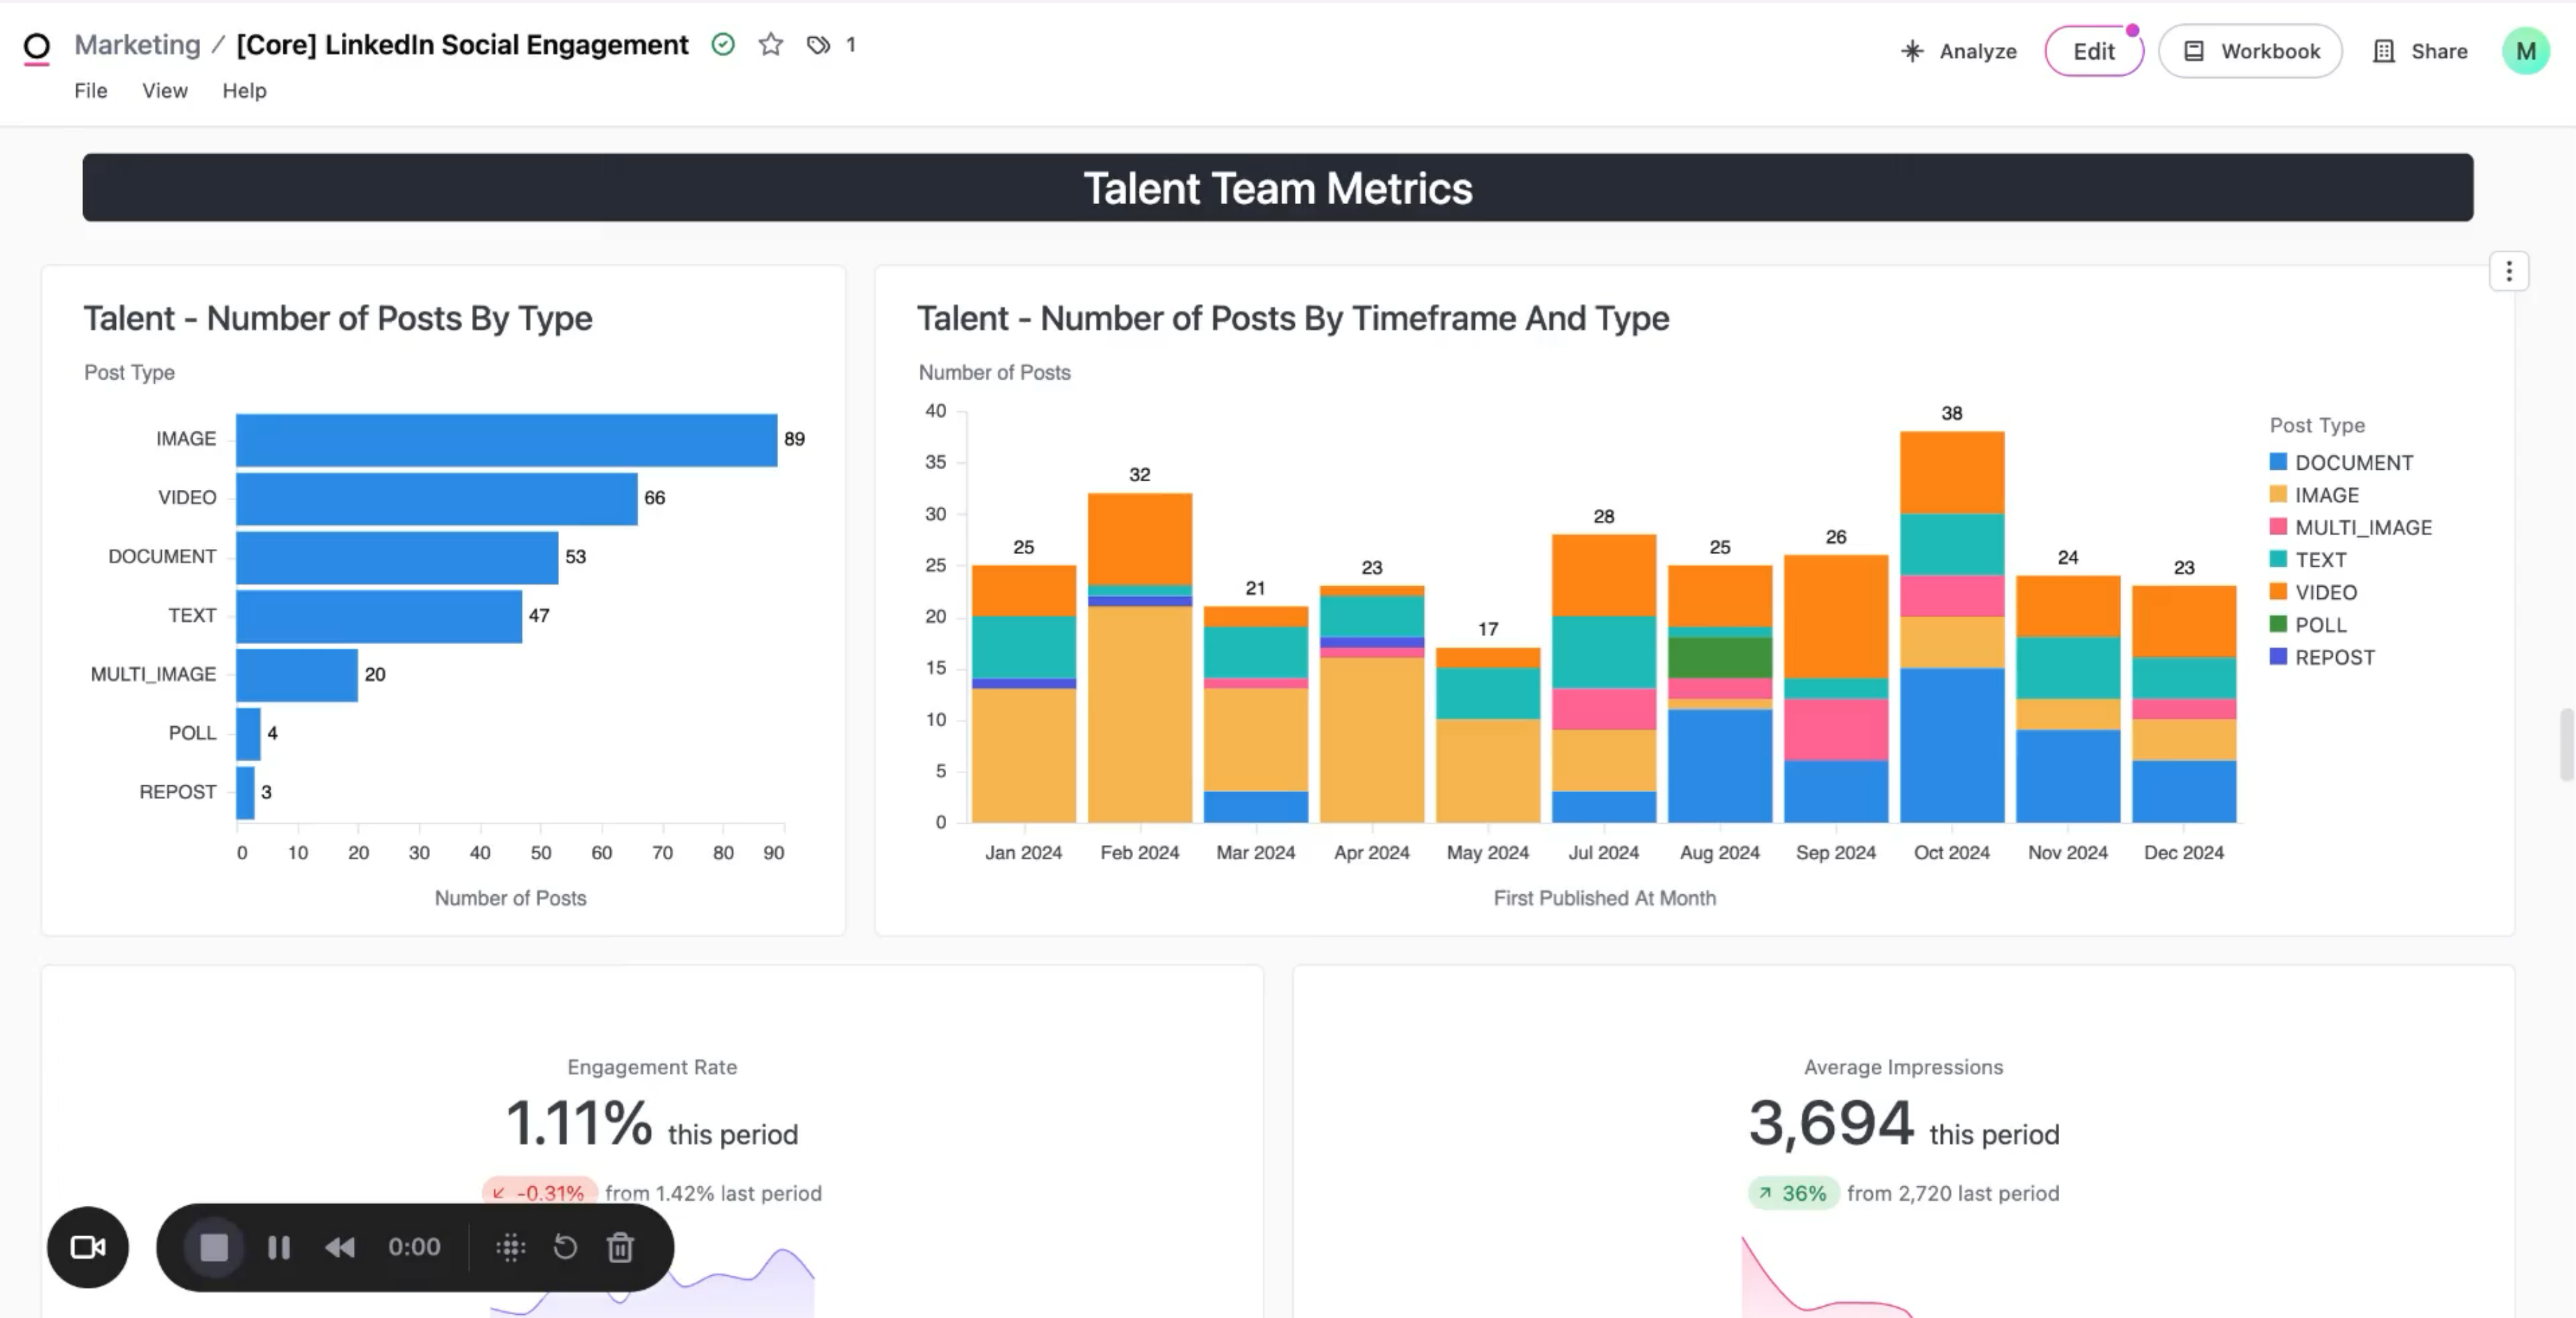 Marketing / [Core] LinkedIn Social Engagement 1
Analyze Edit Workbook Share M
File View Help
Talent Team Metrics
Talent - Number of Posts By Type
Post Type
IMAGE 89
VIDEO 66
DOCUMENT 53
TEXT 47
MULTI_IMAGE 20
POLL 4
REPOST 3
0 10 20 30 40 50 60 70 80 90
Number of Posts
Talent - Number of Posts By Timeframe And Type
Number of Posts
40
35
30
25
20
15
10
5
0
25 32 21 23 17 28 25 26 38 24 23
Jan 2024 Feb 2024 Mar 2024 Apr 2024 May 2024 Jul 2024 Aug 2024 Sep 2024 Oct 2024 Nov 2024 Dec 2024
First Published At Month
Post Type
DOCUMENT
IMAGE
MULTI_IMAGE
TEXT
VIDEO
POLL
REPOST
Engagement Rate
1.11% this period
-0.31% from 1.42% last period
Average Impressions
3,694 this period
36% from 2,720 last period
0:00